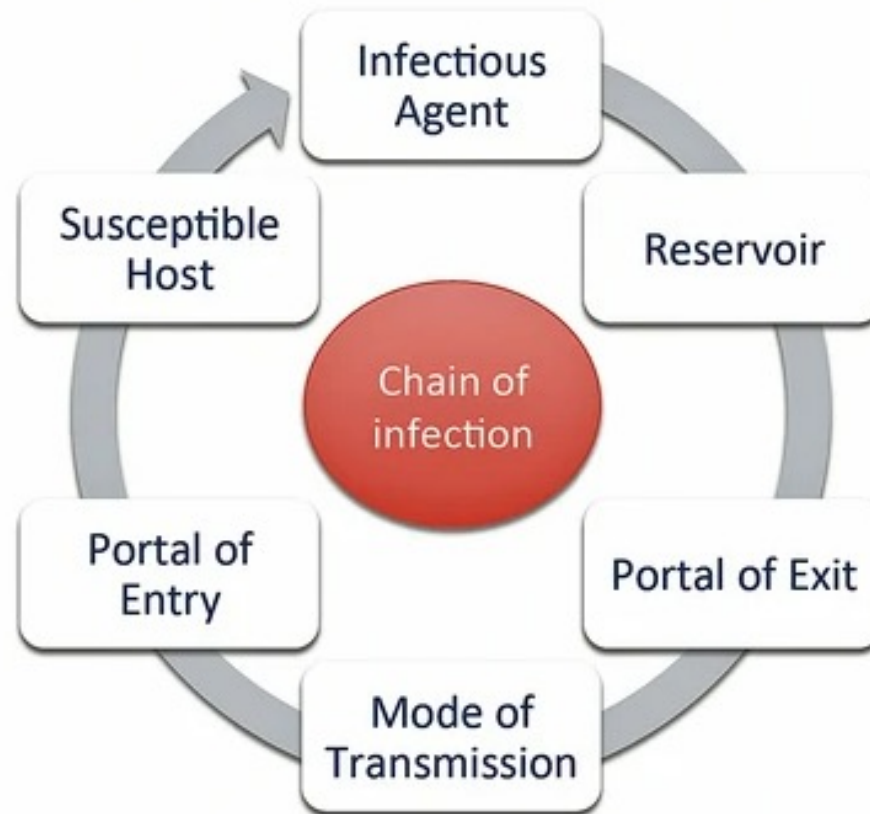 Infectious
Agent
Reservoir
Portal of Exit
Mode of
Transmission
Portal of
Entry
Susceptible
Host
Chain of
infection